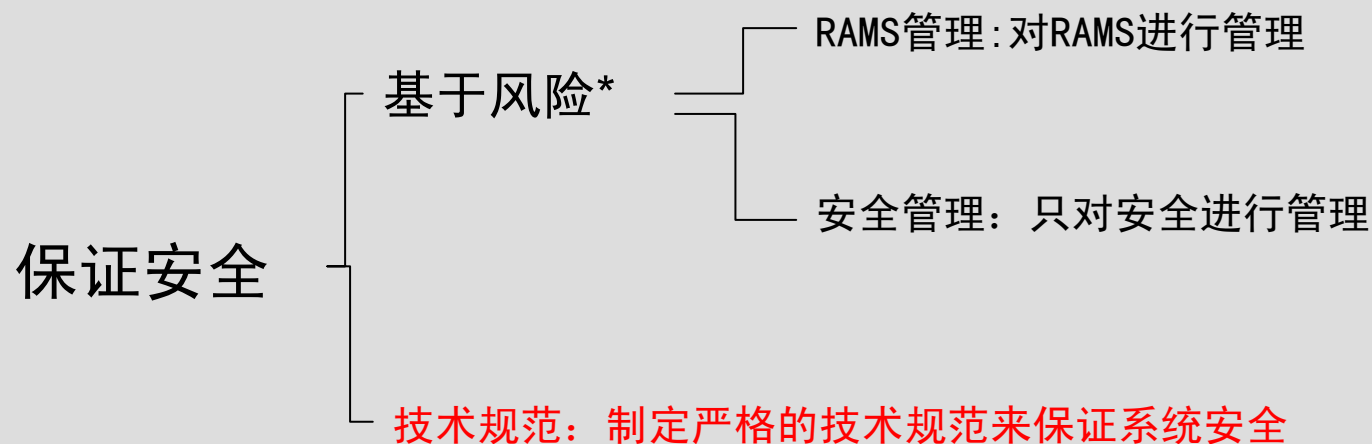 RAMS管理:对RAMS进行管理
基于风险*
安全管理：只对安全进行管理
保证安全
技术规范：制定严格的技术规范来保证系统安全